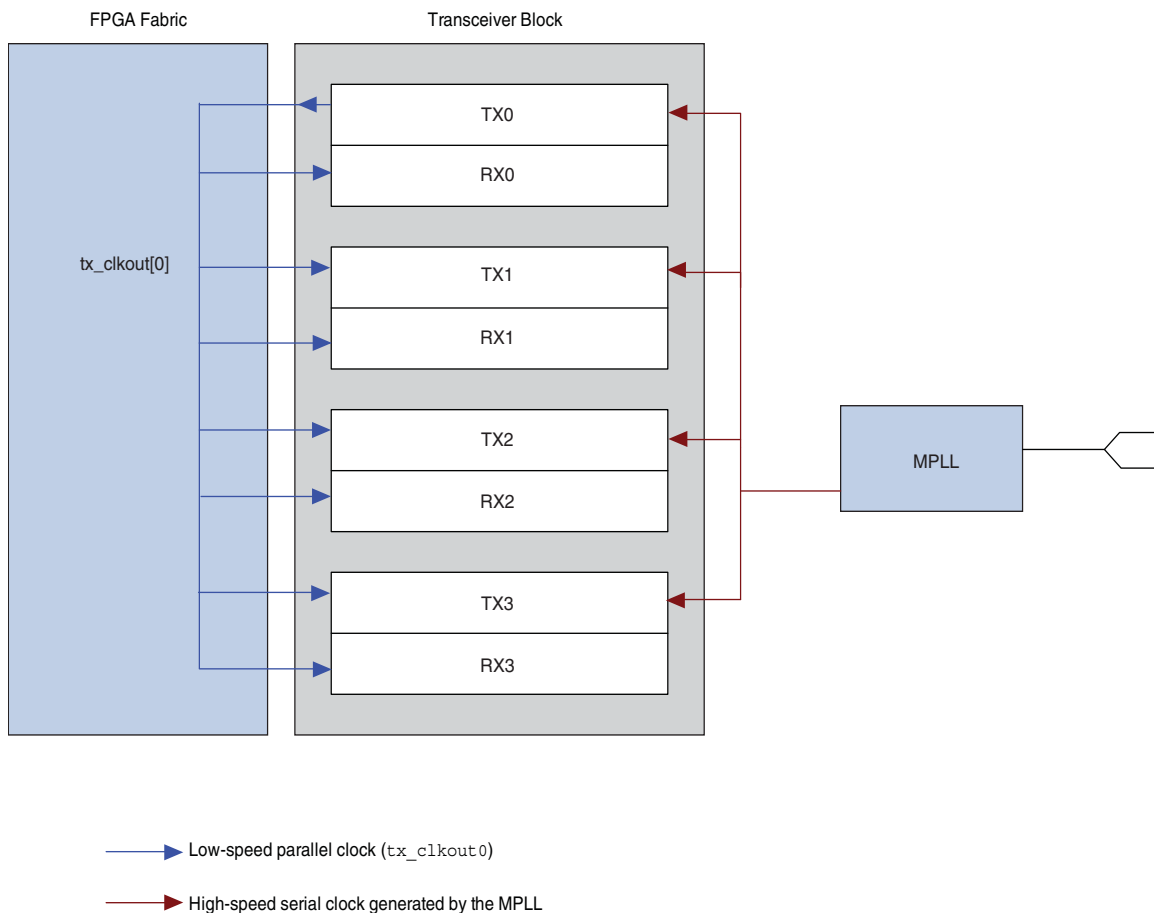 FPGA Fabric
Transceiver Block
TX0
RX0
tx_clkout[0]
TX1
RX1
TX2
RX2
MPLL
TX3
RX3
Low-speed parallel clock (tx_clkout0)
High-speed serial clock generated by the MPLL